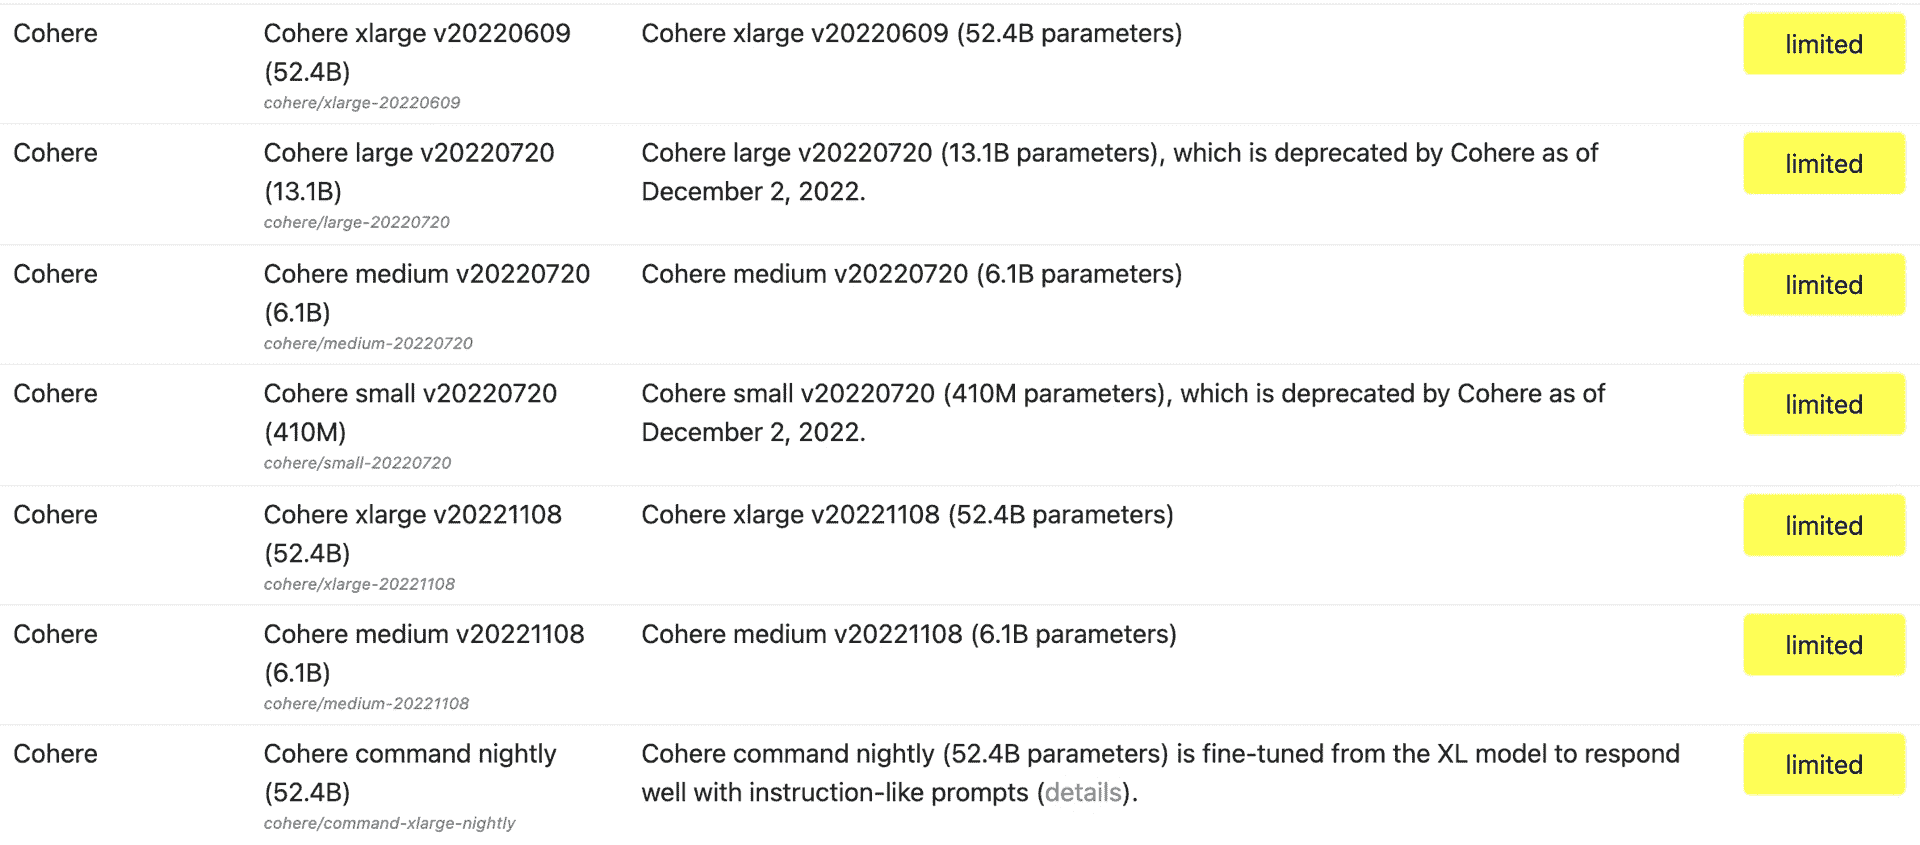 Cohere
Cohere xlarge v20220609
(52.4B)
cohere/xlarge-20220609
Cohere xlarge v20220609 (52.4B parameters)
limited
Cohere
Cohere large v20220720
(13.1B)
cohere/large-20220720
Cohere large v20220720 (13.1B parameters), which is deprecated by Cohere as of
December 2, 2022.
limited
Cohere
Cohere medium v20220720
(6.1B)
cohere/medium-20220720
Cohere medium v20220720 (6.1B parameters)
limited
Cohere
Cohere small v20220720
(410M)
cohere/small-20220720
Cohere small v20220720 (410M parameters), which is deprecated by Cohere as of
December 2, 2022.
limited
Cohere
Cohere xlarge v20221108
(52.4B)
cohere/xlarge-20221108
Cohere xlarge v20221108 (52.4B parameters)
limited
Cohere
Cohere medium v20221108
(6.1B)
cohere/medium-20221108
Cohere medium v20221108 (6.1B parameters)
limited
Cohere
Cohere command nightly
(52.4B)
cohere/command-xlarge-nightly
Cohere command nightly (52.4B parameters) is fine-tuned from the XL model to respond
well with instruction-like prompts (details).
limited